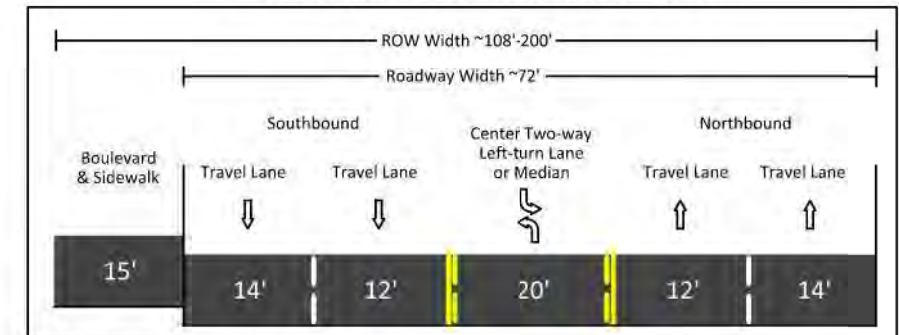 ROW Width ~108'-200'
Roadway Width ~72'
Southbound
Center Two-way
Left-turn Lane
or Median
Northbound
Boulevard
& Sidewalk
Travel Lane
Travel Lane
Travel Lane
Travel Lane
15'
14'
12'
20'
12'
14'